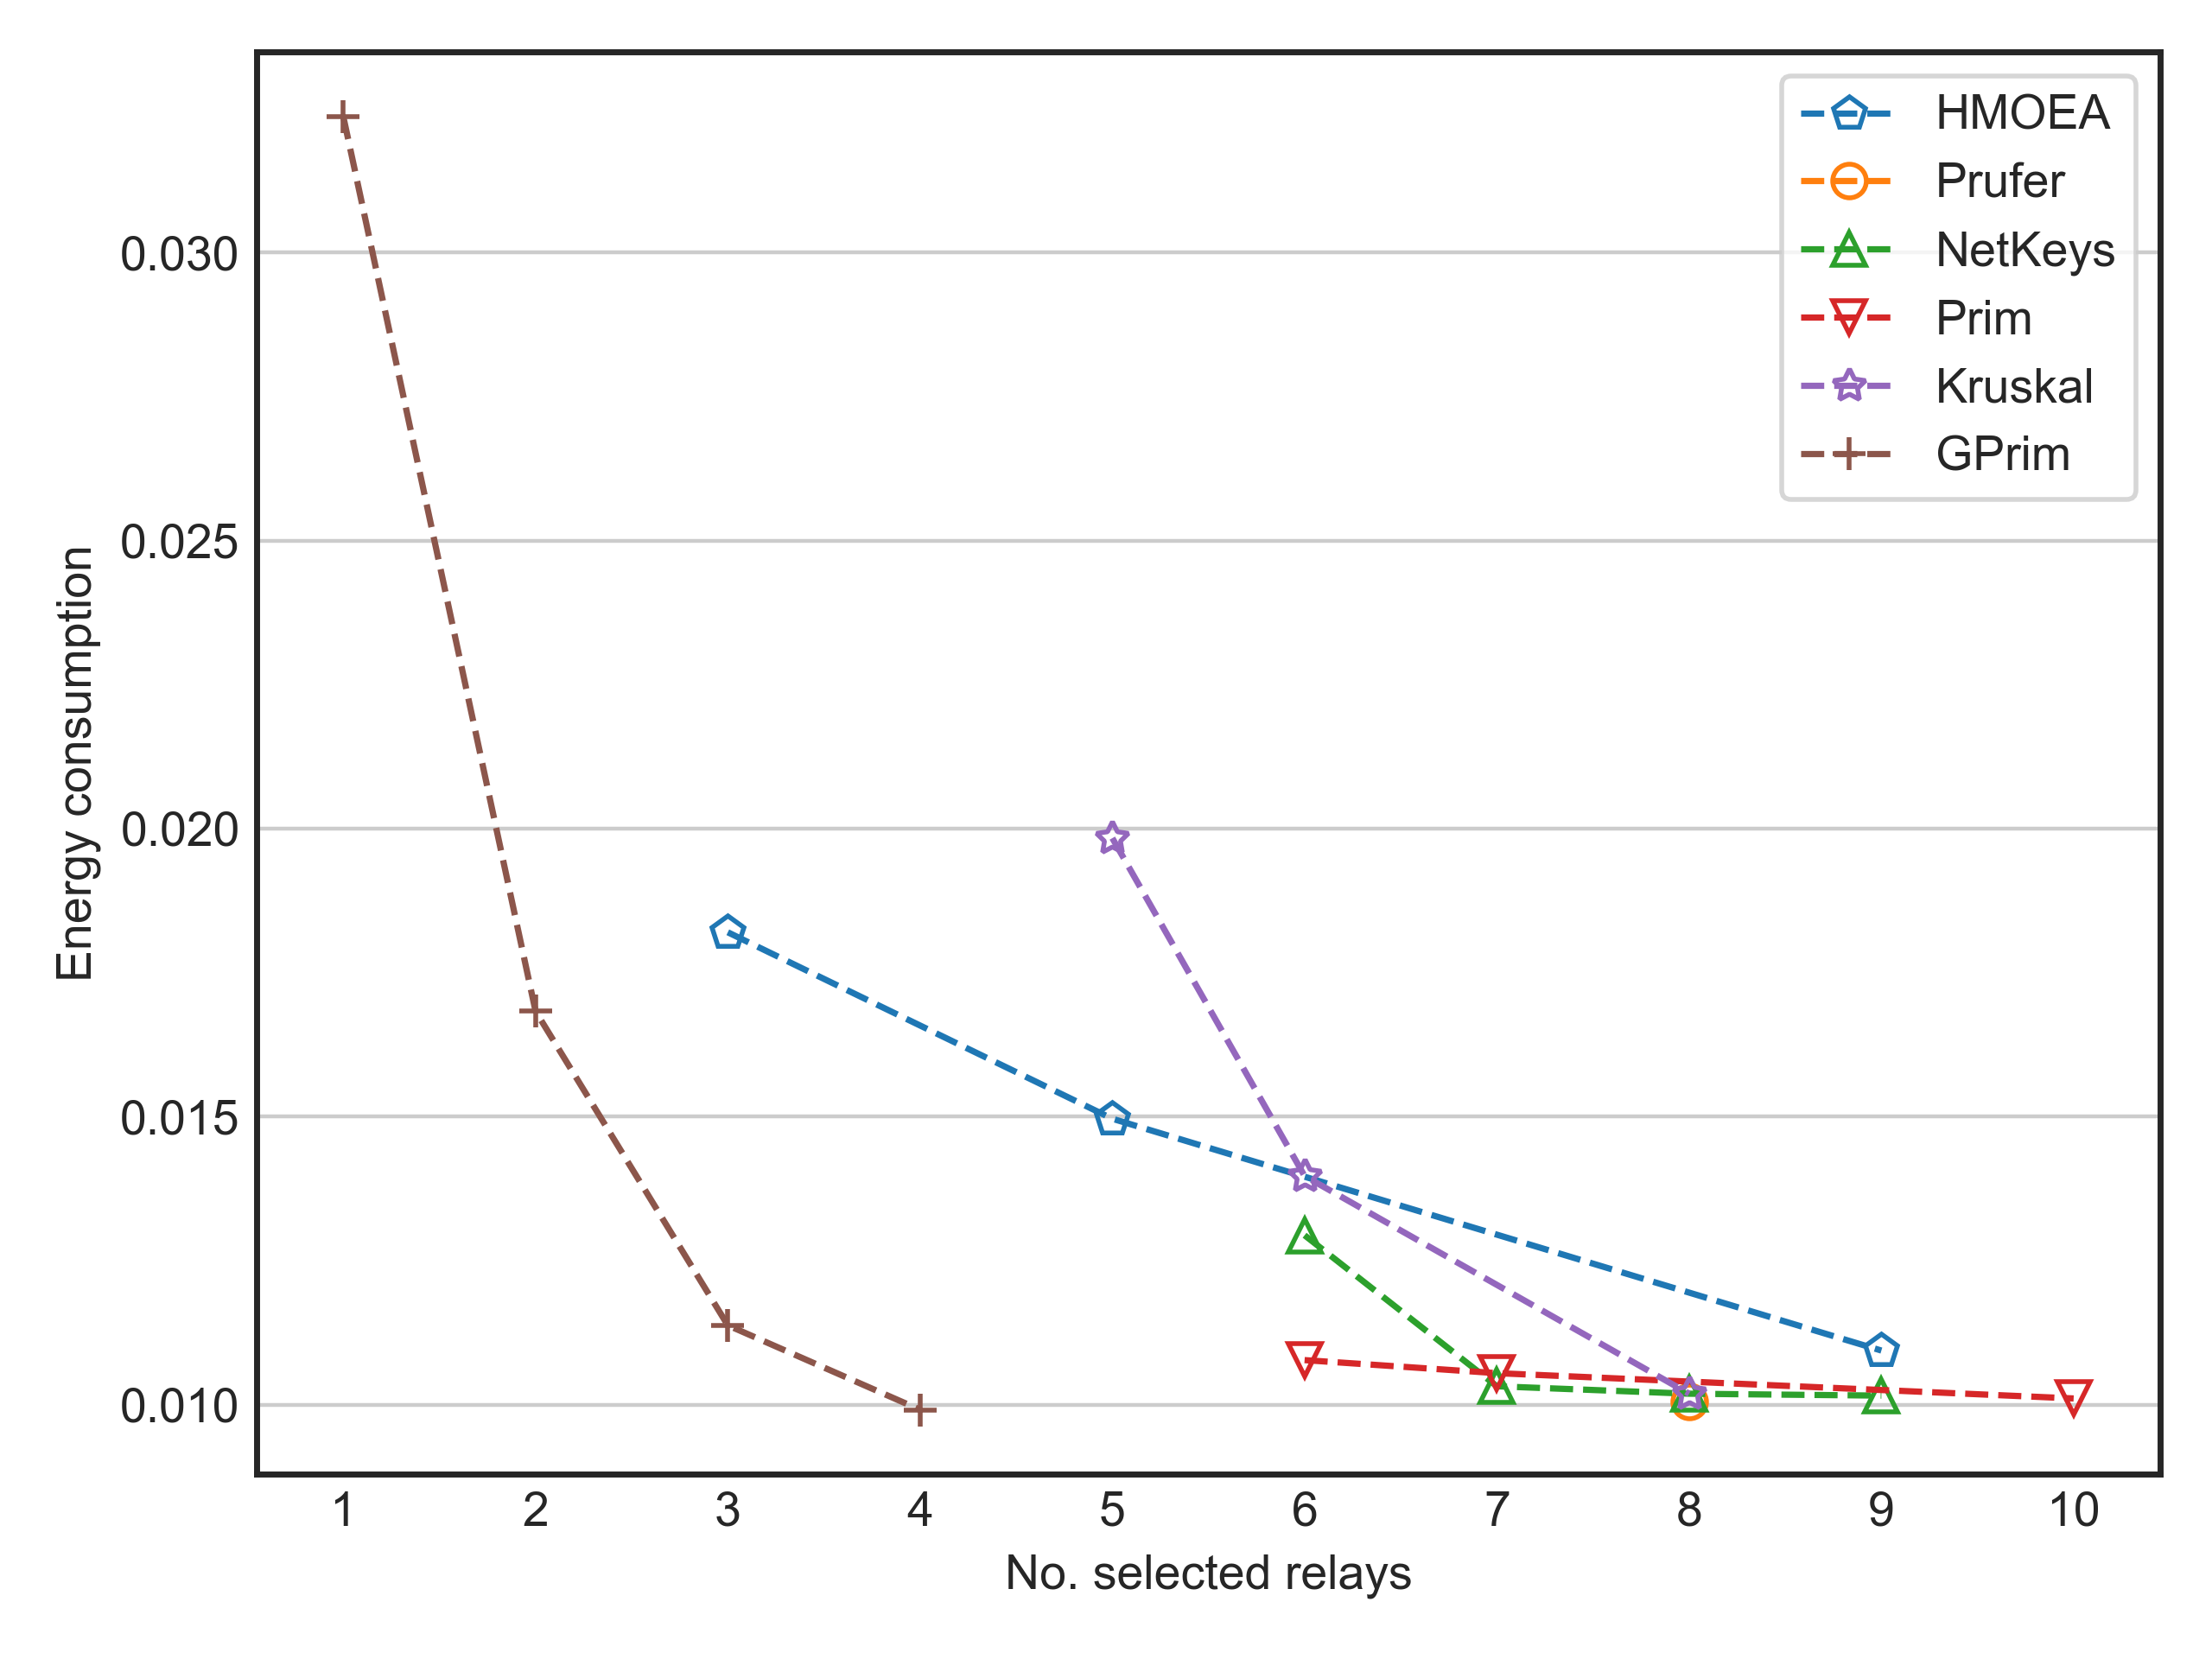 HMOEA
Prufer
NetKeys
Prim
Kruskal
GPrim
Energy consumption
0.030
0.025
0.020
0.015
0.010
1 2 3 4 5 6 7 8 9 10
No. selected relays